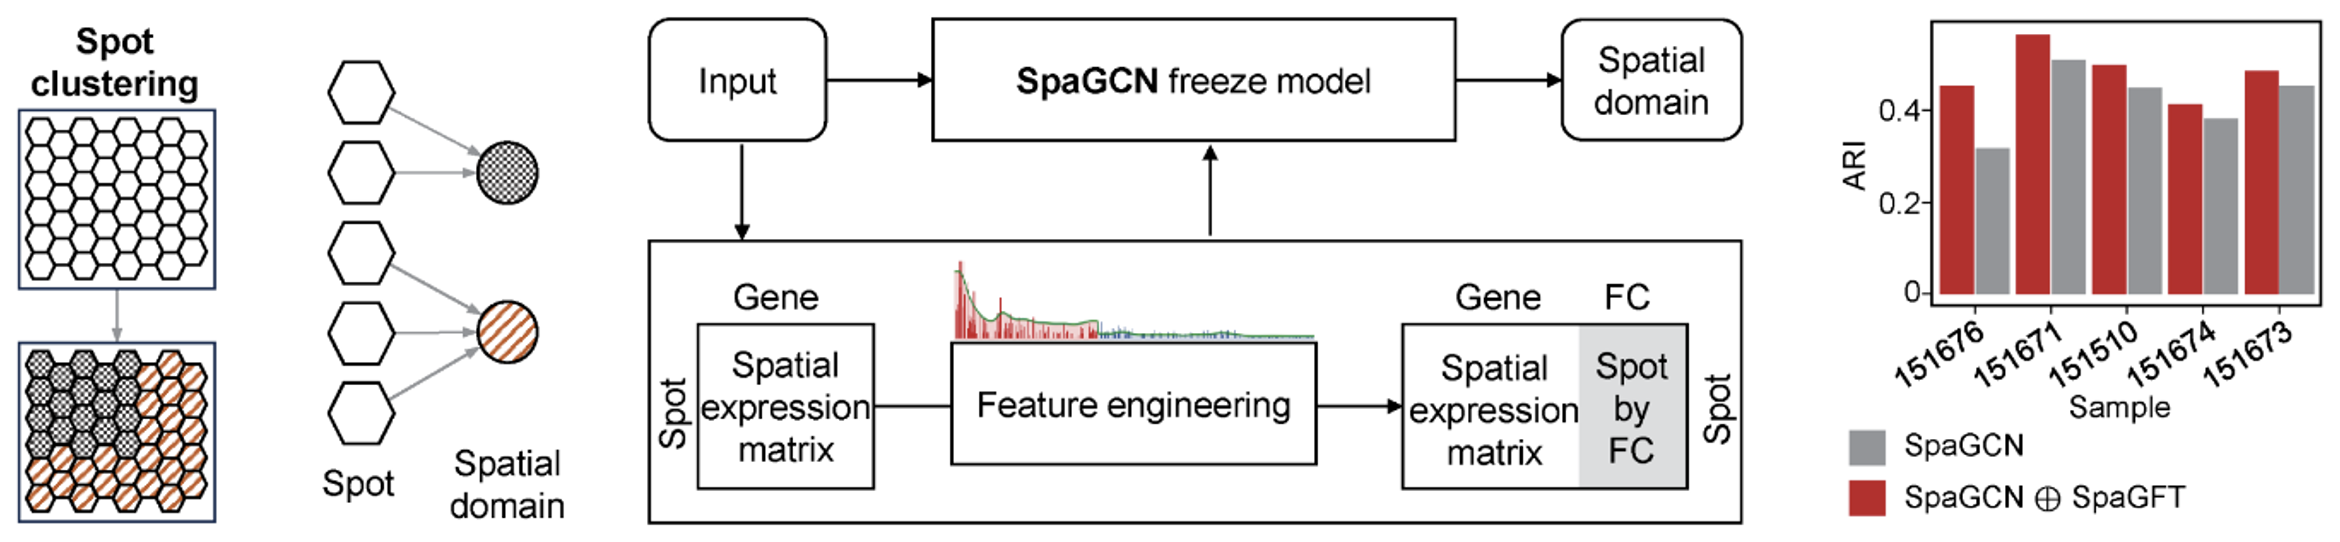 Spot
clustering
Spot
Spatial
domain
Input
SpaGCN freeze model
Spatial
domain
Gene
Spot
Spatial
expression
matrix
Feature engineering
Gene
FC
Spatial
expression
matrix
Spot
by
FC
Spot
ARI
0.4
0.2
0
151676
151671
151510
151674
151673
Sample
SpaGCN
SpaGCN ⊕ SpaGFT